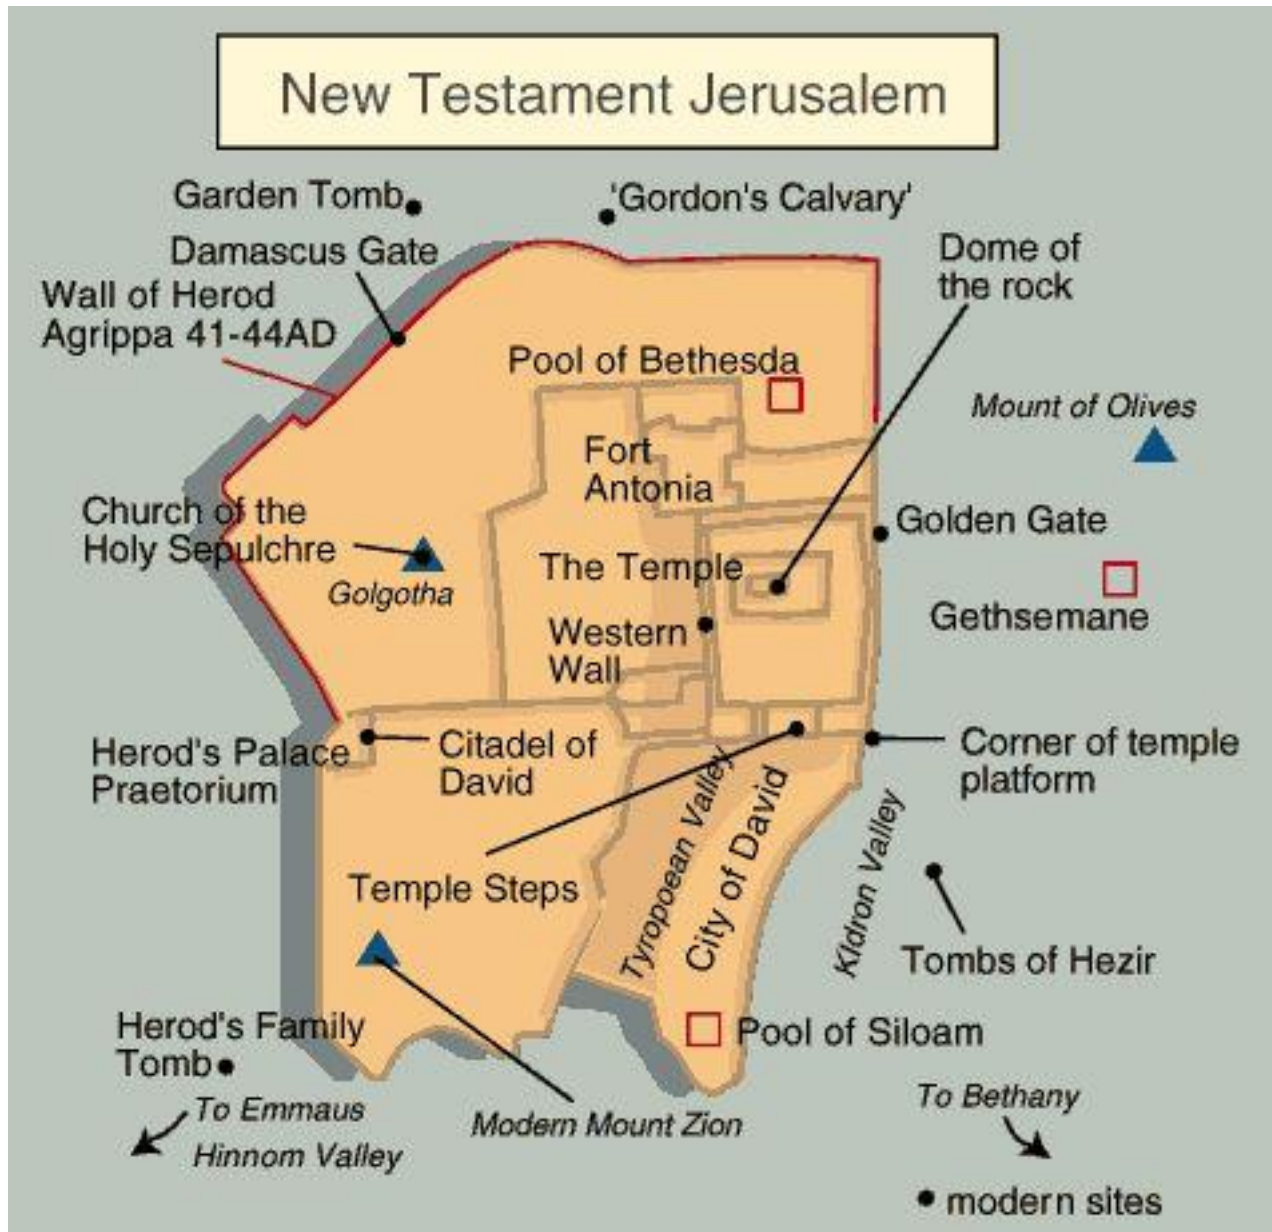 New Testament Jerusalem
Garden Tomb
'Gordon's Calvary'
Damascus Gate
Dome of
the rock
Wall of Herod
Agrippa 41-44AD
Pool of Bethesda
Mount of Olives
Fort
Antonia
Church of the
Holy Sepulchre
Golden Gate
The Temple
Golgotha
Gethsemane
Western
Wall
Herod's Palace
Praetorium
Citadel of
David
Corner of temple
platform
Tyropoean Valley
City of David
Kidron Valley
Temple Steps
Tombs of Hezir
Herod's Family
Tomb
Pool of Siloam
To Emmaus
Hinnom Valley
Modern Mount Zion
To Bethany
modern sites